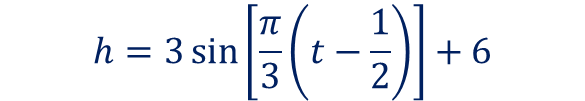 h = 3 sin[π/3(t − 1/2)] + 6